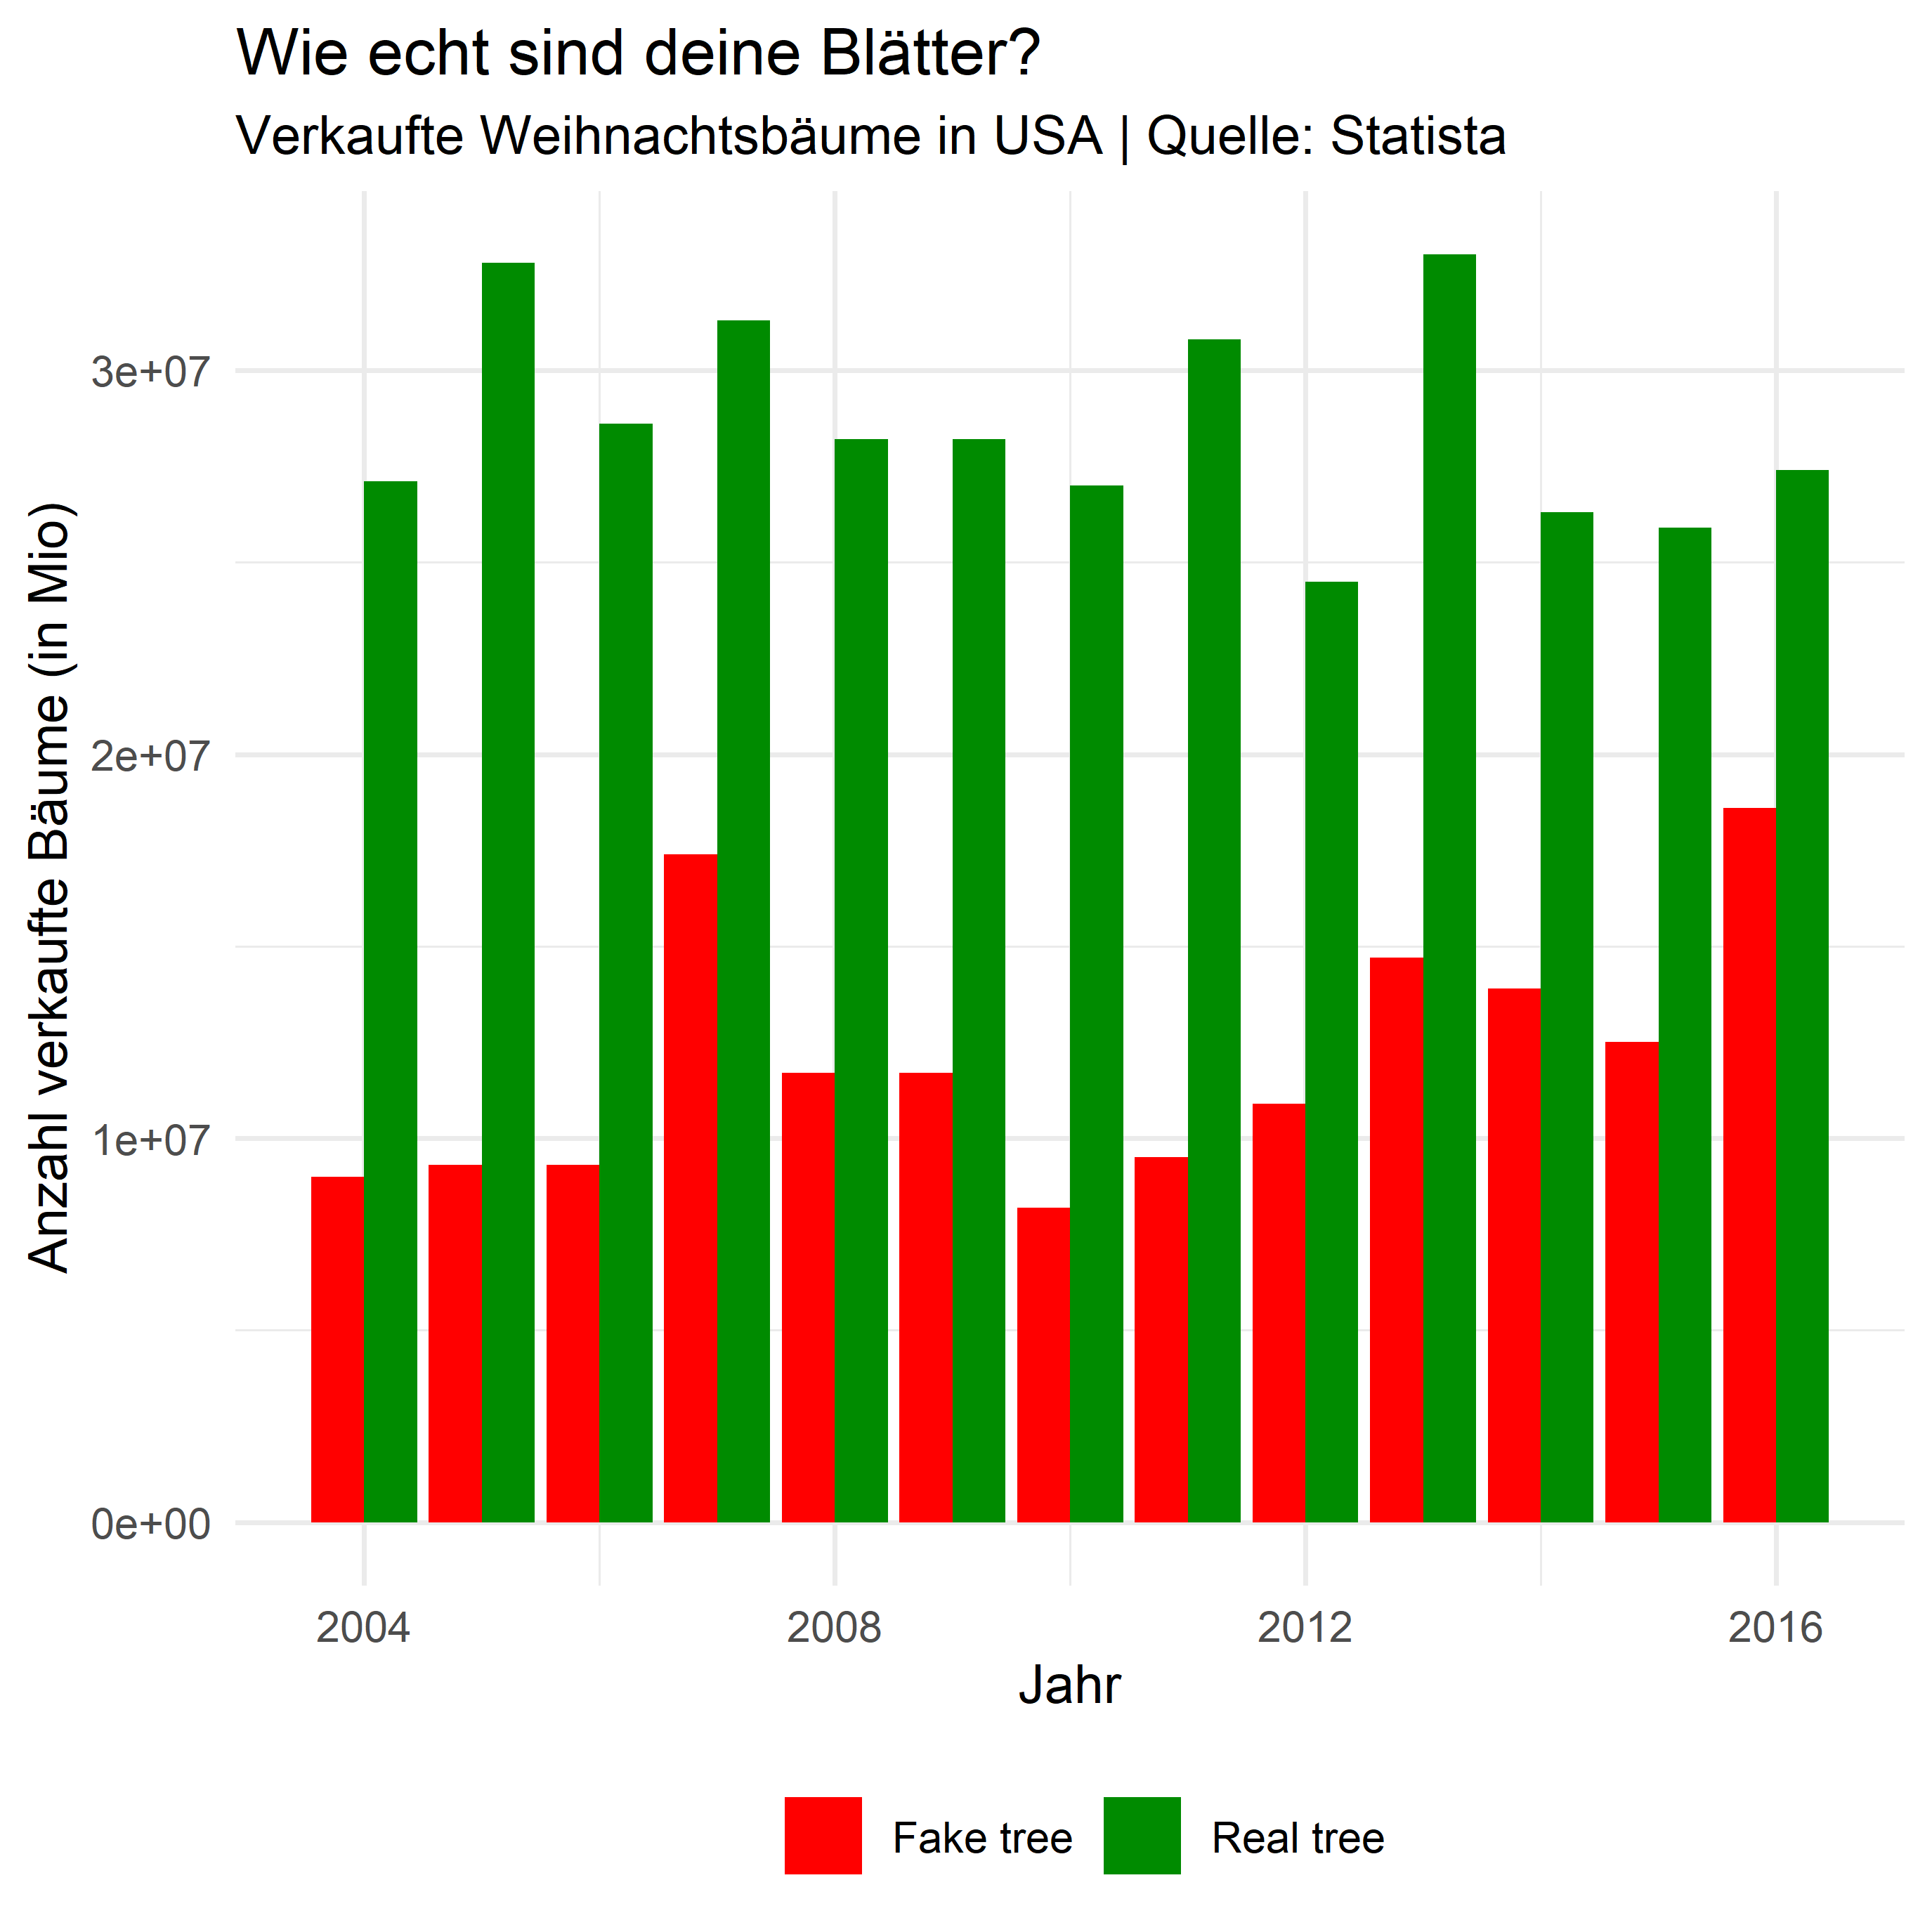 Wie echt sind deine Blätter?
Verkaufte Weihnachtsbäume in USA | Quelle: Statista
Anzahl verkaufte Bäume (in Mio)
3e+07
2e+07
1e+07
0e+00
2004 2008 2012 2016
Jahr
Fake tree Real tree